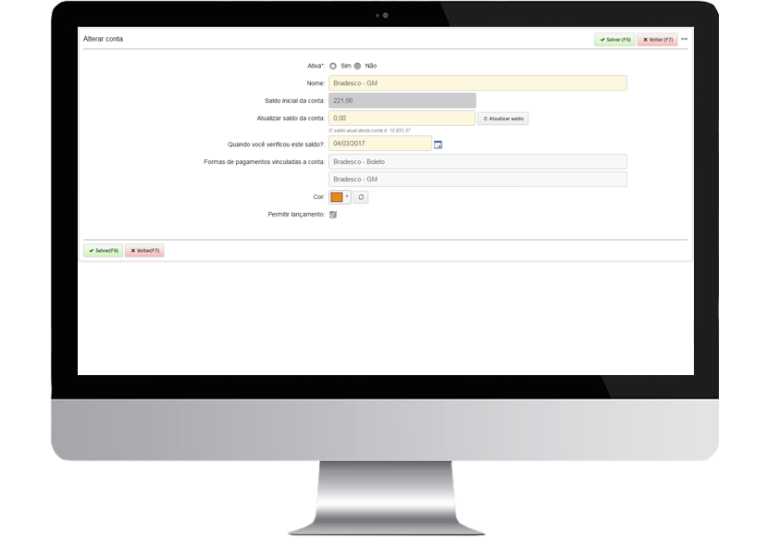 Alterar conta
✔ Salvar (F6) ✖ Voltar (F7)
Ativa*: Sim Não
Nome: Bradesco - GM
Saldo inicial da conta: 221,66
Atualizar saldo da conta: 0,00 Atualizar saldo
O saldo atual desta conta é: 12.631,37
Quando você verificou este saldo?: 04/03/2017
Formas de pagamentos vinculadas a conta: Bradesco - Boleto
Bradesco - GM
Cor:
Permitir lançamento:
✔ Salvar(F6) ✖ Voltar(F7)